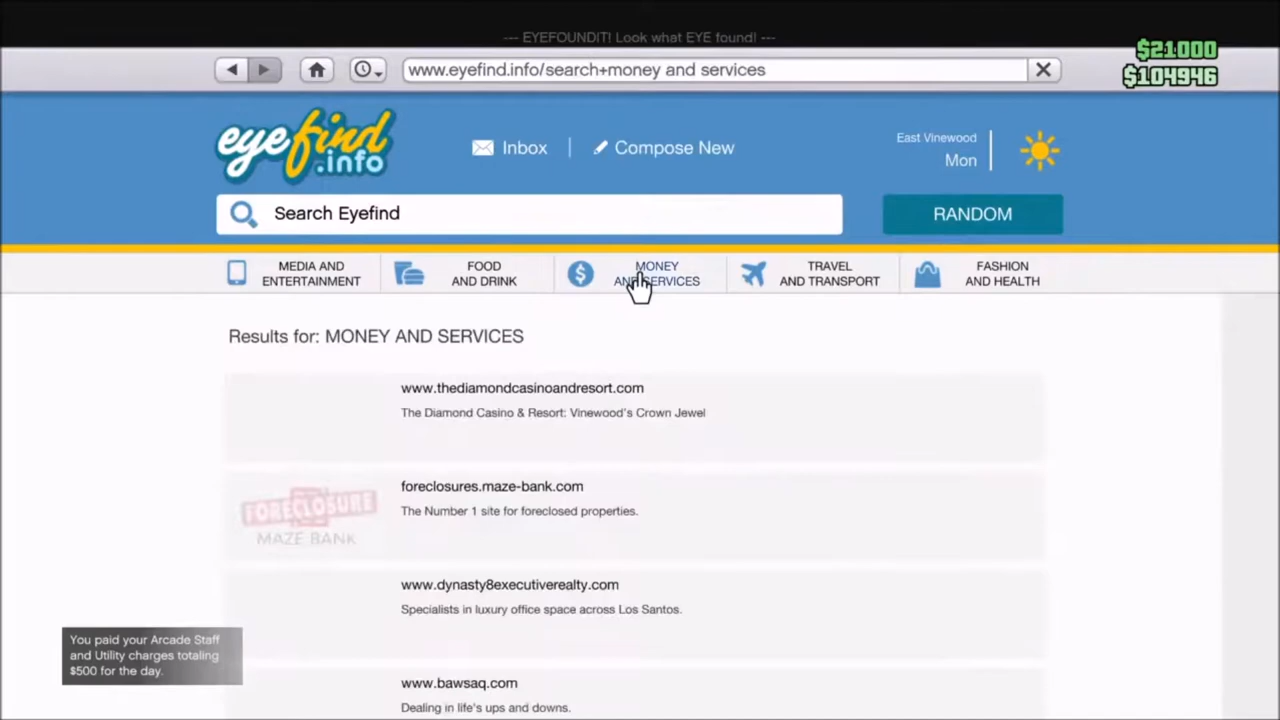 --- EYEFOUNDIT! Look what EYE found! ---
$21000
$104946
www.eyefind.info/search+money and services
eyefind
.info
Inbox
Compose New
East Vinewood
Mon
Search Eyefind
RANDOM
MEDIA AND
ENTERTAINMENT
FOOD
AND DRINK
MONEY
AND SERVICES
TRAVEL
AND TRANSPORT
FASHION
AND HEALTH
Results for: MONEY AND SERVICES
www.thediamondcasinoandresort.com
The Diamond Casino & Resort: Vinewood's Crown Jewel
FORECLOSURE
MAZE BANK
foreclosures.maze-bank.com
The Number 1 site for foreclosed properties.
www.dynasty8executiverealty.com
Specialists in luxury office space across Los Santos.
You paid your Arcade Staff
and Utility charges totaling
$500 for the day.
www.bawsaq.com
Dealing in life's ups and downs.